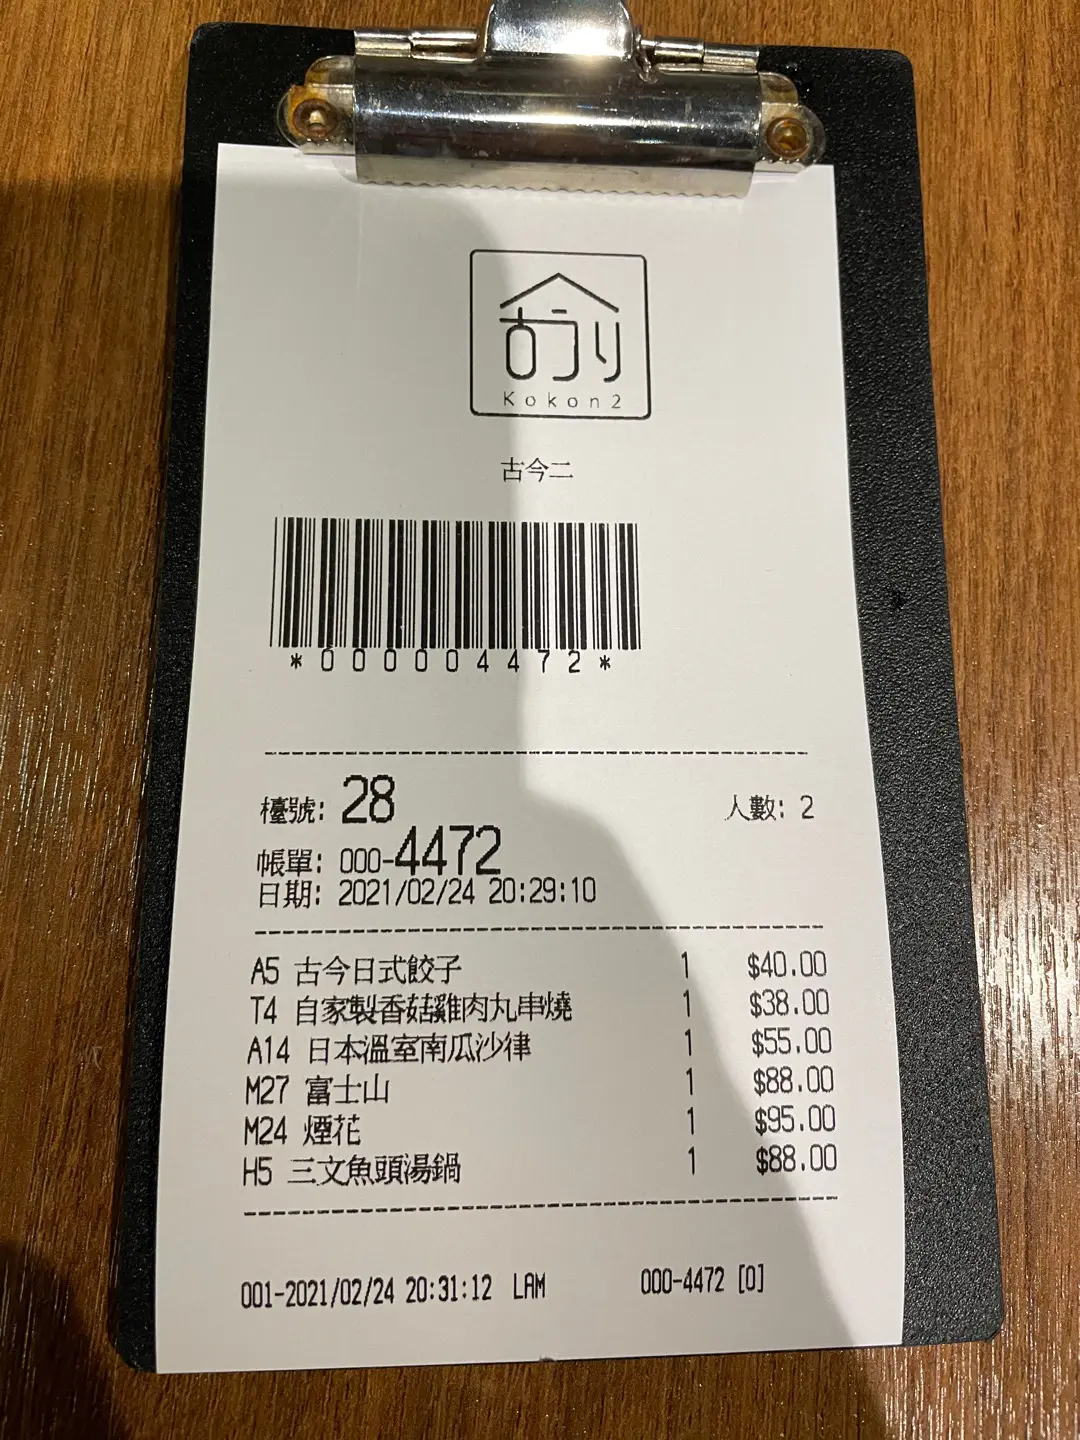 古今二
Kokon2
古今二
*000004472*
檯號: 28 人數: 2
帳單: 000-4472
日期: 2021/02/24 20:29:10
A5 古今日式餃子 1 $40.00
T4 自家製香菇雞肉丸串燒 1 $38.00
A14 日本溫室南瓜沙律 1 $55.00
M27 富士山 1 $88.00
M24 煙花 1 $95.00
H5 三文魚頭湯鍋 1 $88.00
001-2021/02/24 20:31:12 LAM 000-4472 [0]